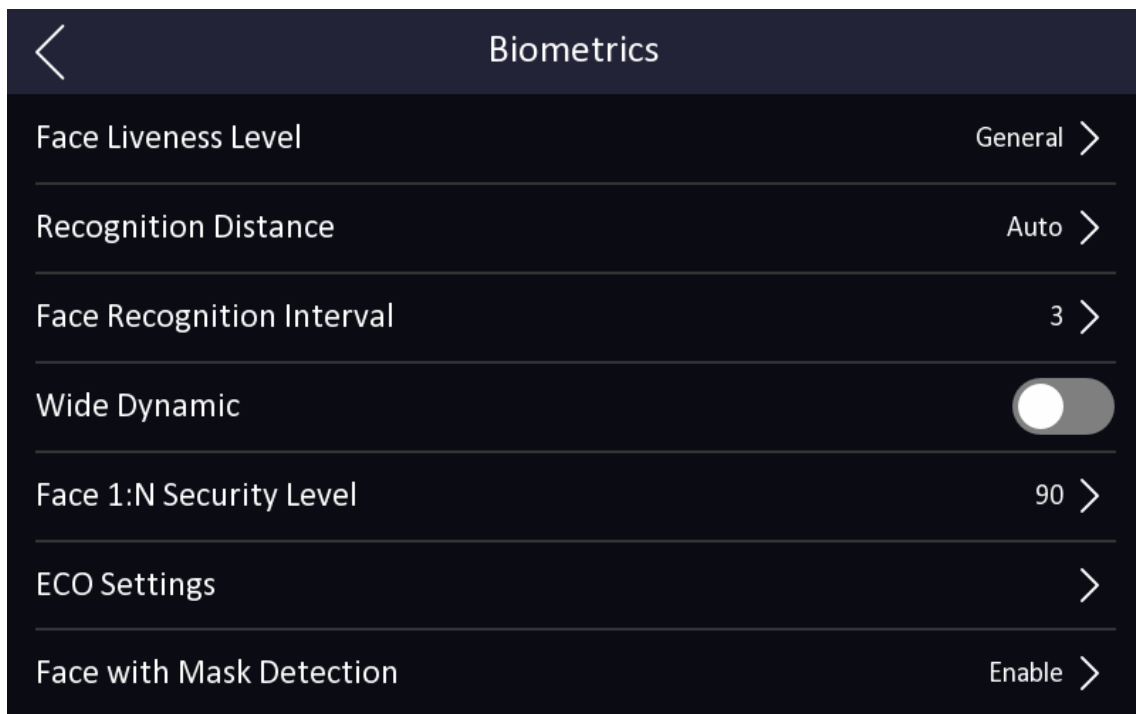 Biometrics
Face Liveness Level General
Recognition Distance Auto
Face Recognition Interval 3
Wide Dynamic
Face 1:N Security Level 90
ECO Settings
Face with Mask Detection Enable